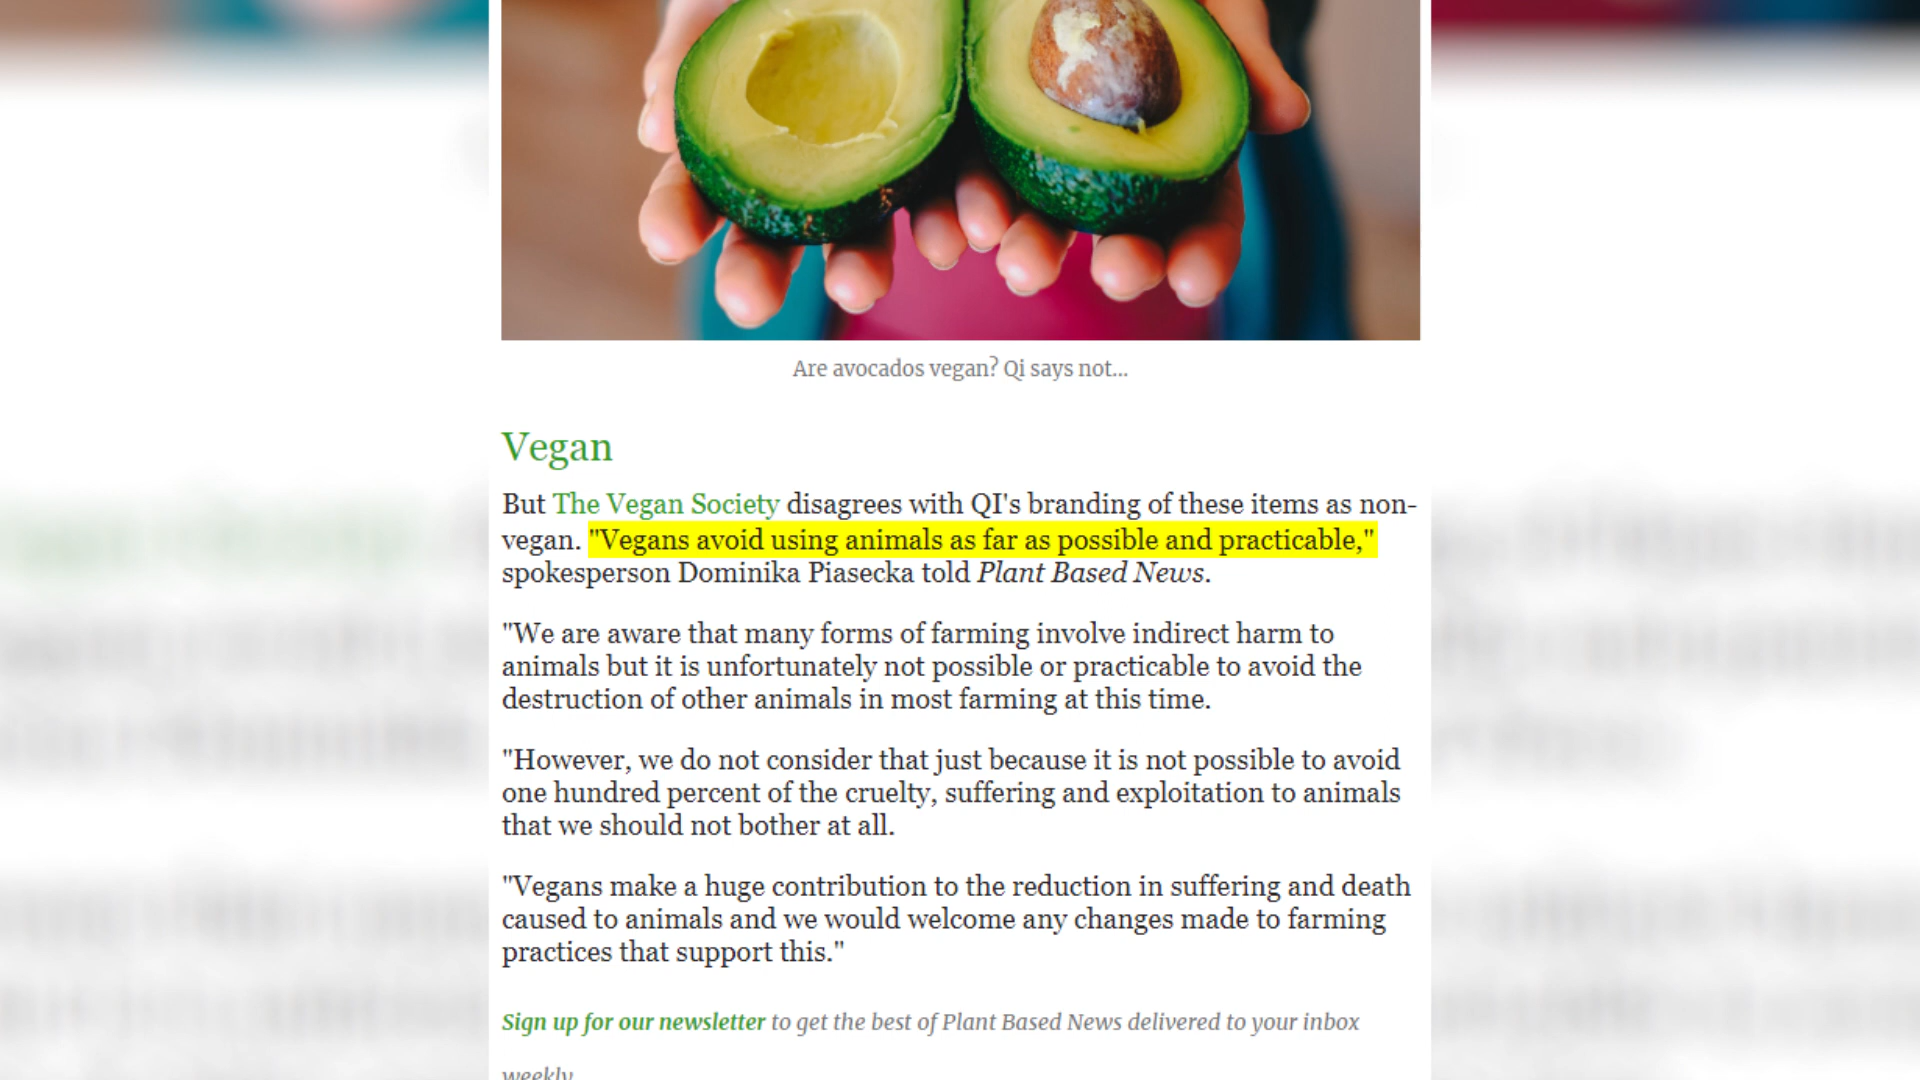 Are avocados vegan? Qi says not...
Vegan
But The Vegan Society disagrees with QI's branding of these items as non-
vegan. "Vegans avoid using animals as far as possible and practicable,"
spokesperson Dominika Piasecka told Plant Based News.
"We are aware that many forms of farming involve indirect harm to
animals but it is unfortunately not possible or practicable to avoid the
destruction of other animals in most farming at this time.
"However, we do not consider that just because it is not possible to avoid
one hundred percent of the cruelty, suffering and exploitation to animals
that we should not bother at all.
"Vegans make a huge contribution to the reduction in suffering and death
caused to animals and we would welcome any changes made to farming
practices that support this."
Sign up for our newsletter to get the best of Plant Based News delivered to your inbox
weekly